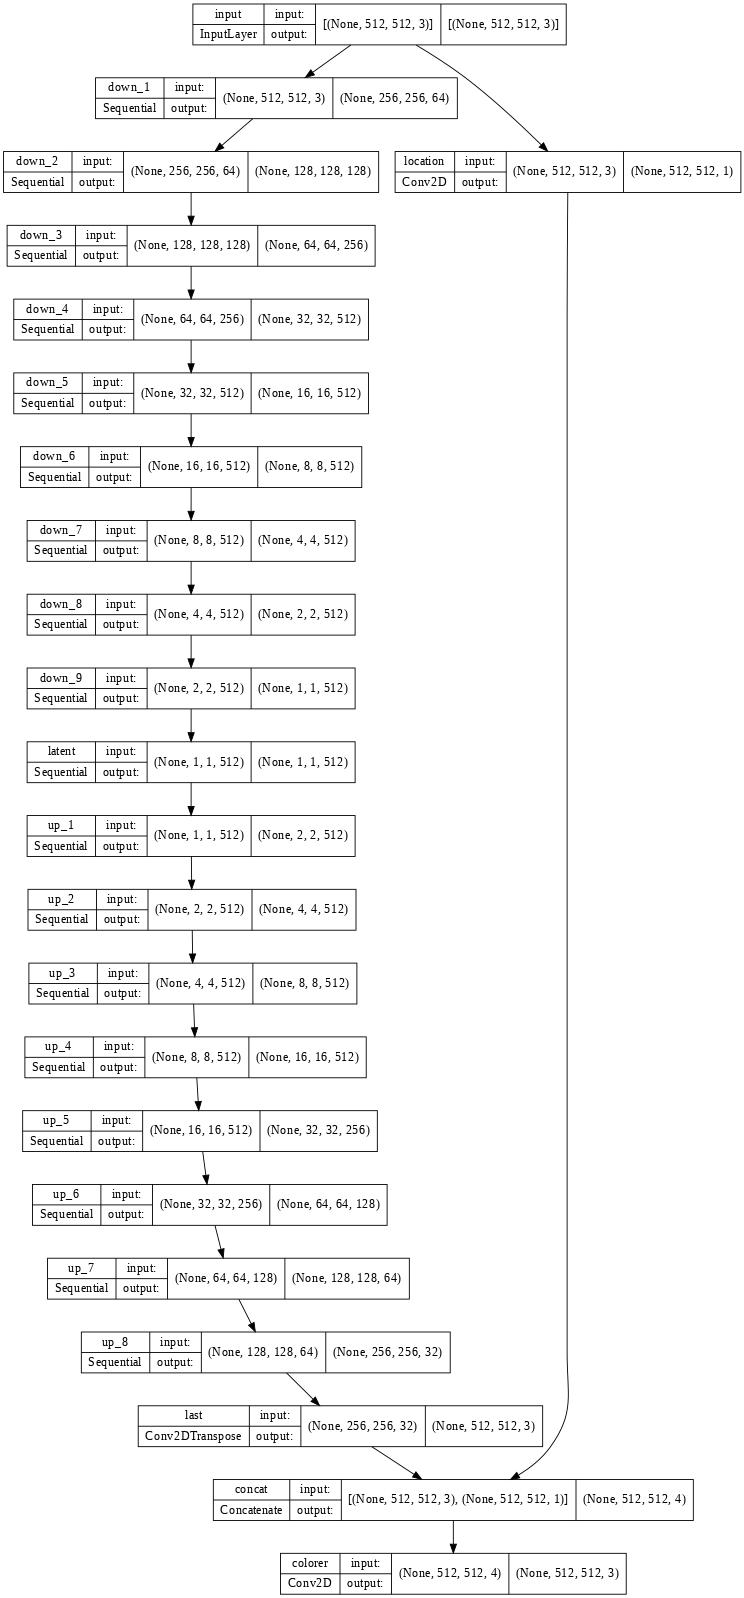 input input: [(None, 512, 512, 3)] [(None, 512, 512, 3)]
InputLayer output:
down_1 input: (None, 512, 512, 3) (None, 256, 256, 64)
Sequential output:
down_2 input: (None, 256, 256, 64) (None, 128, 128, 128)
Sequential output:
location input: (None, 512, 512, 3) (None, 512, 512, 1)
Conv2D output:
down_3 input: (None, 128, 128, 128) (None, 64, 64, 256)
Sequential output:
down_4 input: (None, 64, 64, 256) (None, 32, 32, 512)
Sequential output:
down_5 input: (None, 32, 32, 512) (None, 16, 16, 512)
Sequential output:
down_6 input: (None, 16, 16, 512) (None, 8, 8, 512)
Sequential output:
down_7 input: (None, 8, 8, 512) (None, 4, 4, 512)
Sequential output:
down_8 input: (None, 4, 4, 512) (None, 2, 2, 512)
Sequential output:
down_9 input: (None, 2, 2, 512) (None, 1, 1, 512)
Sequential output:
latent input: (None, 1, 1, 512) (None, 1, 1, 512)
Sequential output:
up_1 input: (None, 1, 1, 512) (None, 2, 2, 512)
Sequential output:
up_2 input: (None, 2, 2, 512) (None, 4, 4, 512)
Sequential output:
up_3 input: (None, 4, 4, 512) (None, 8, 8, 512)
Sequential output:
up_4 input: (None, 8, 8, 512) (None, 16, 16, 512)
Sequential output:
up_5 input: (None, 16, 16, 512) (None, 32, 32, 256)
Sequential output:
up_6 input: (None, 32, 32, 256) (None, 64, 64, 128)
Sequential output:
up_7 input: (None, 64, 64, 128) (None, 128, 128, 64)
Sequential output:
up_8 input: (None, 128, 128, 64) (None, 256, 256, 32)
Sequential output:
last input: (None, 256, 256, 32) (None, 512, 512, 3)
Conv2DTranspose output:
concat input: [(None, 512, 512, 3), (None, 512, 512, 1)] (None, 512, 512, 4)
Concatenate output:
colorer input: (None, 512, 512, 4) (None, 512, 512, 3)
Conv2D output: